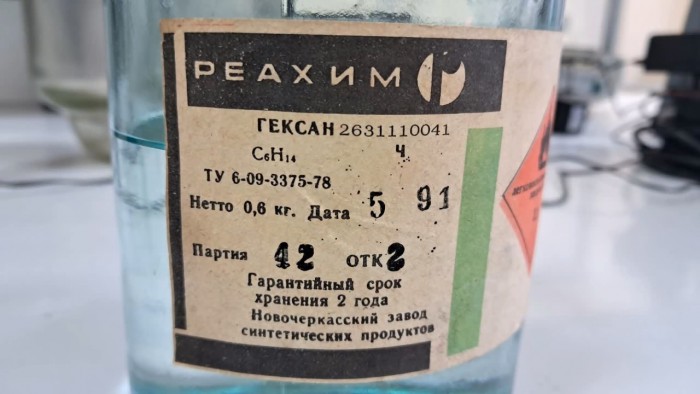 РЕАХИМ
ГЕКСАН 2631110041
C₆H₁₄ Ч
ТУ 6-09-3375-78
Нетто 0,6 кг. Дата 5 91
Партия 42 ОТК 2
Гарантийный срок
хранения 2 года
Новочеркасский завод
синтетических продуктов